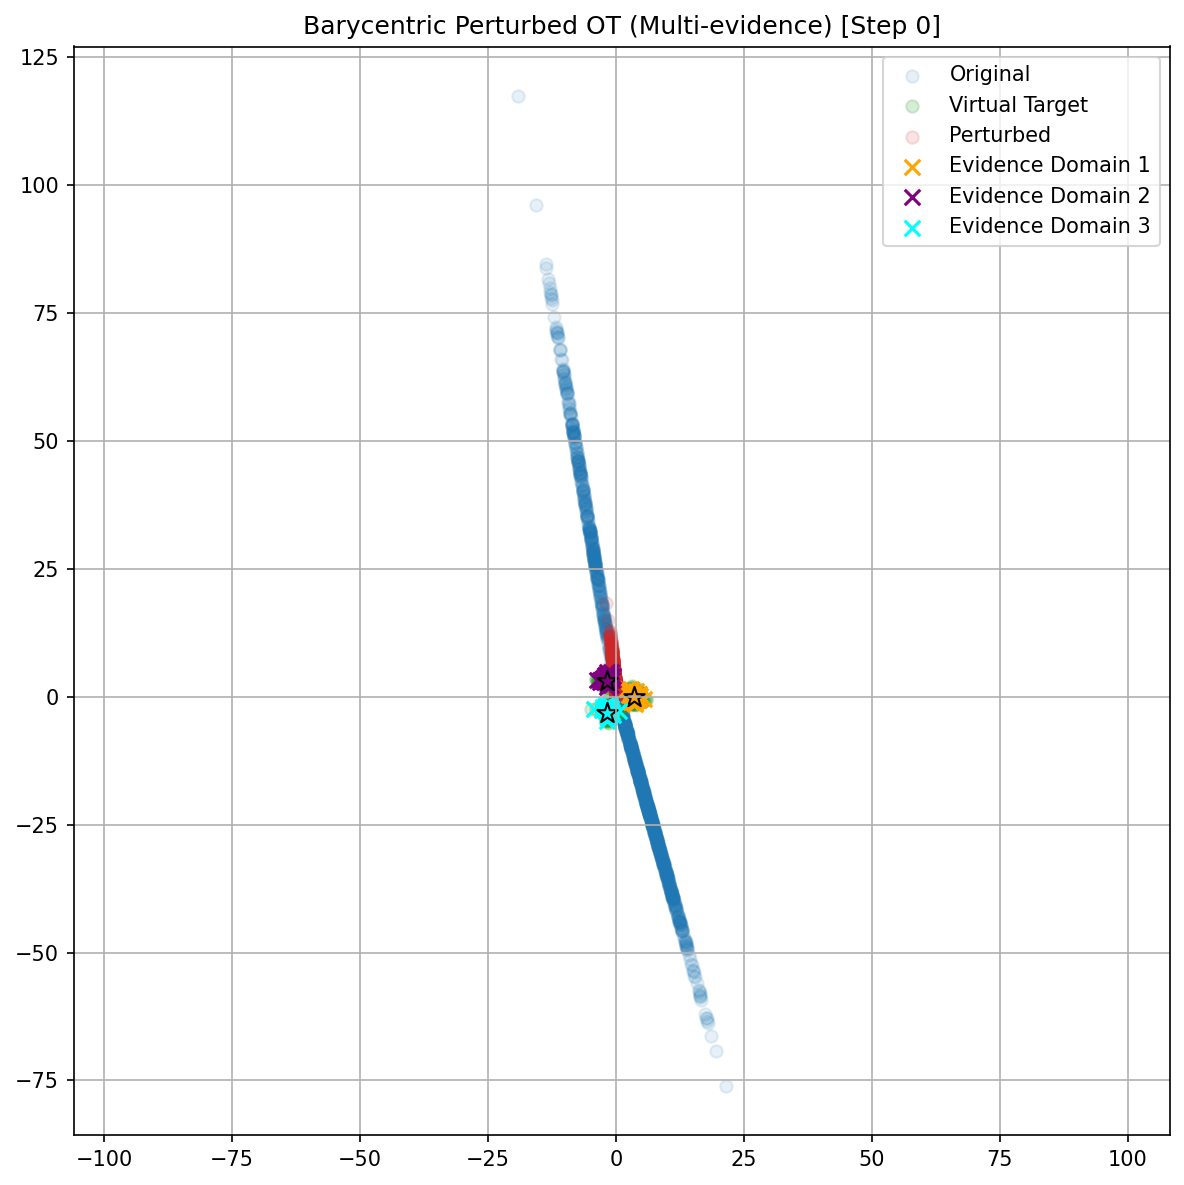 Barycentric Perturbed OT (Multi-evidence) [Step 0]
Original
Virtual Target
Perturbed
Evidence Domain 1
Evidence Domain 2
Evidence Domain 3
125
100
75
50
25
0
−25
−50
−75
−100 −75 −50 −25 0 25 50 75 100